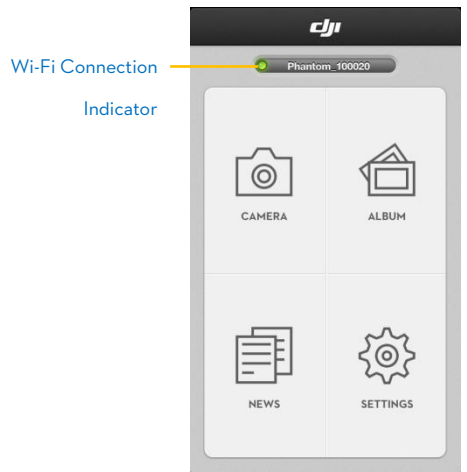 dji
Wi-Fi Connection
Indicator
Phantom_100020
CAMERA
ALBUM
NEWS
SETTINGS